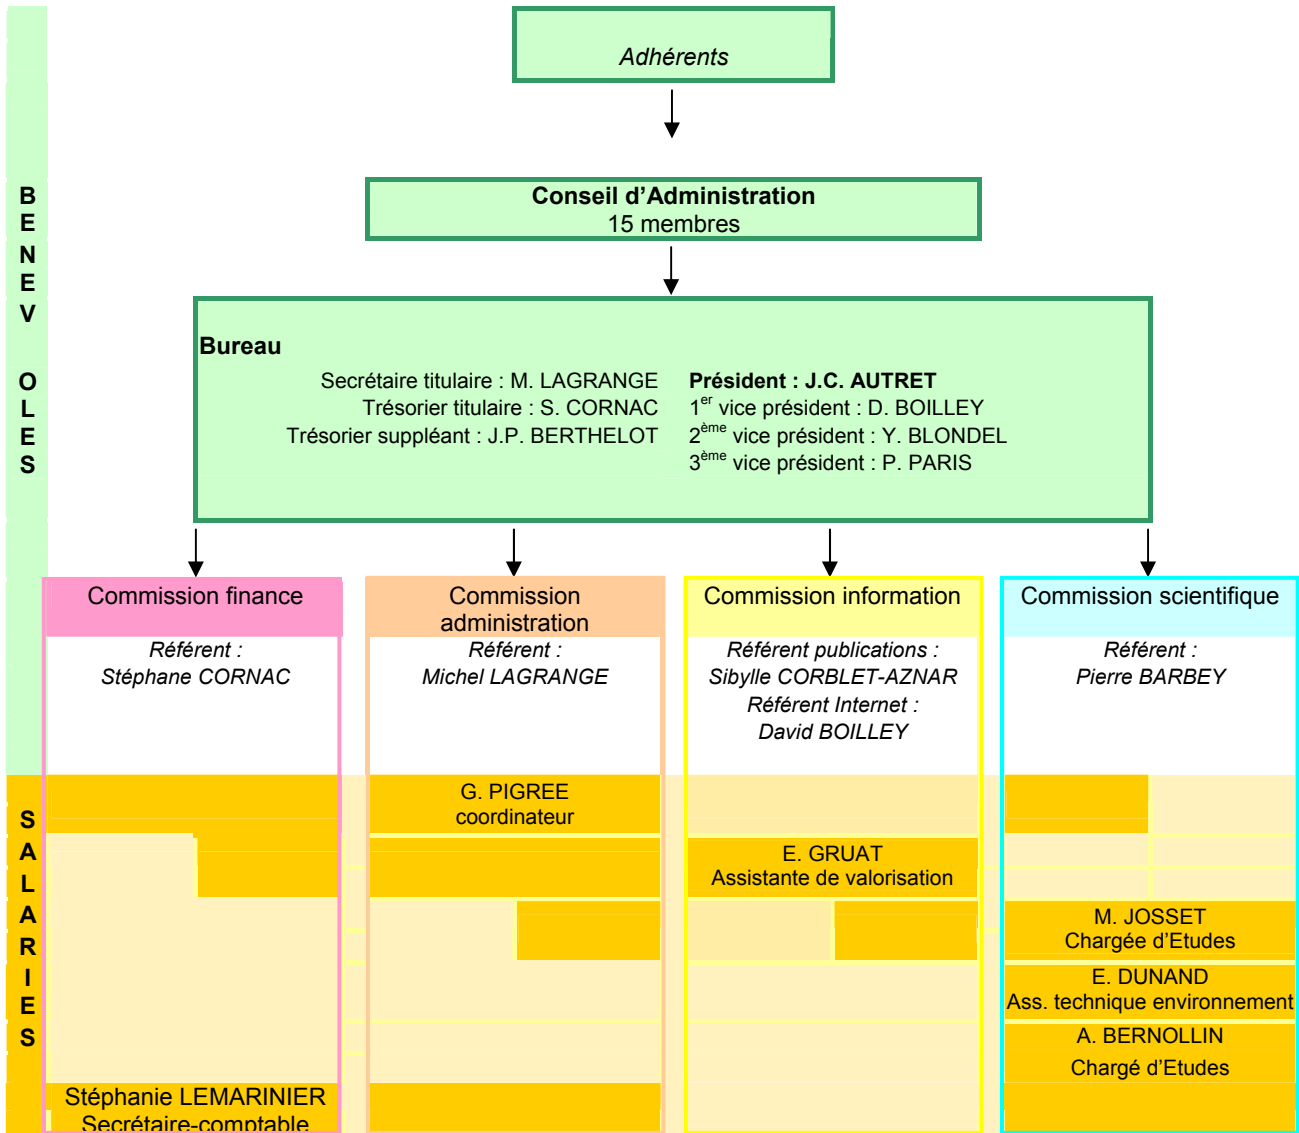 Adhérents
Conseil d’Administration
15 membres
B
E
N
E
V
O
L
E
S
Bureau
Secrétaire titulaire : M. LAGRANGE
Trésorier titulaire : S. CORNAC
Trésorier suppléant : J.P. BERTHELOT
Président : J.C. AUTRET
1er vice président : D. BOILLEY
2ème vice président : Y. BLONDEL
3ème vice président : P. PARIS
Commission finance
Référent :
Stéphane CORNAC
Commission
administration
Référent :
Michel LAGRANGE
Commission information
Référent publications :
Sibylle CORBLET-AZNAR
Référent Internet :
David BOILLEY
Commission scientifique
Référent :
Pierre BARBEY
S
A
L
A
R
I
E
S
G. PIGREE
coordinateur
E. GRUAT
Assistante de valorisation
M. JOSSET
Chargée d’Etudes
E. DUNAND
Ass. technique environnement
A. BERNOLLIN
Chargé d’Etudes
Stéphanie LEMARINIER
Secrétaire-comptable